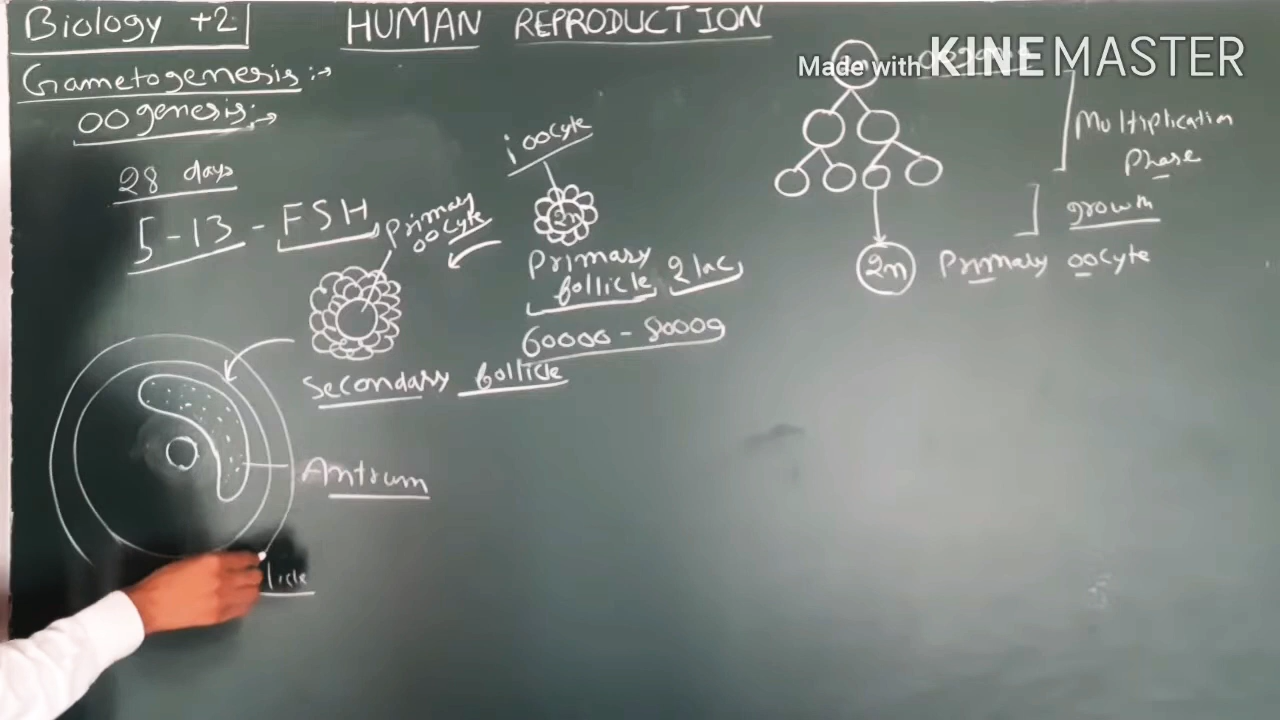 Biology +2
HUMAN REPRODUCTION
Made with KINEMASTER
Gametogenesis :→
OOgenesis :→
28 days
5-13 - FSH
Primary
oocyte
i oocyte
2n
Primary
follicle, 2 lac
60000 - 80000
Secondary follicle
Antrum
licle
Multiplication
Phase
growth
2n Primary oocyte